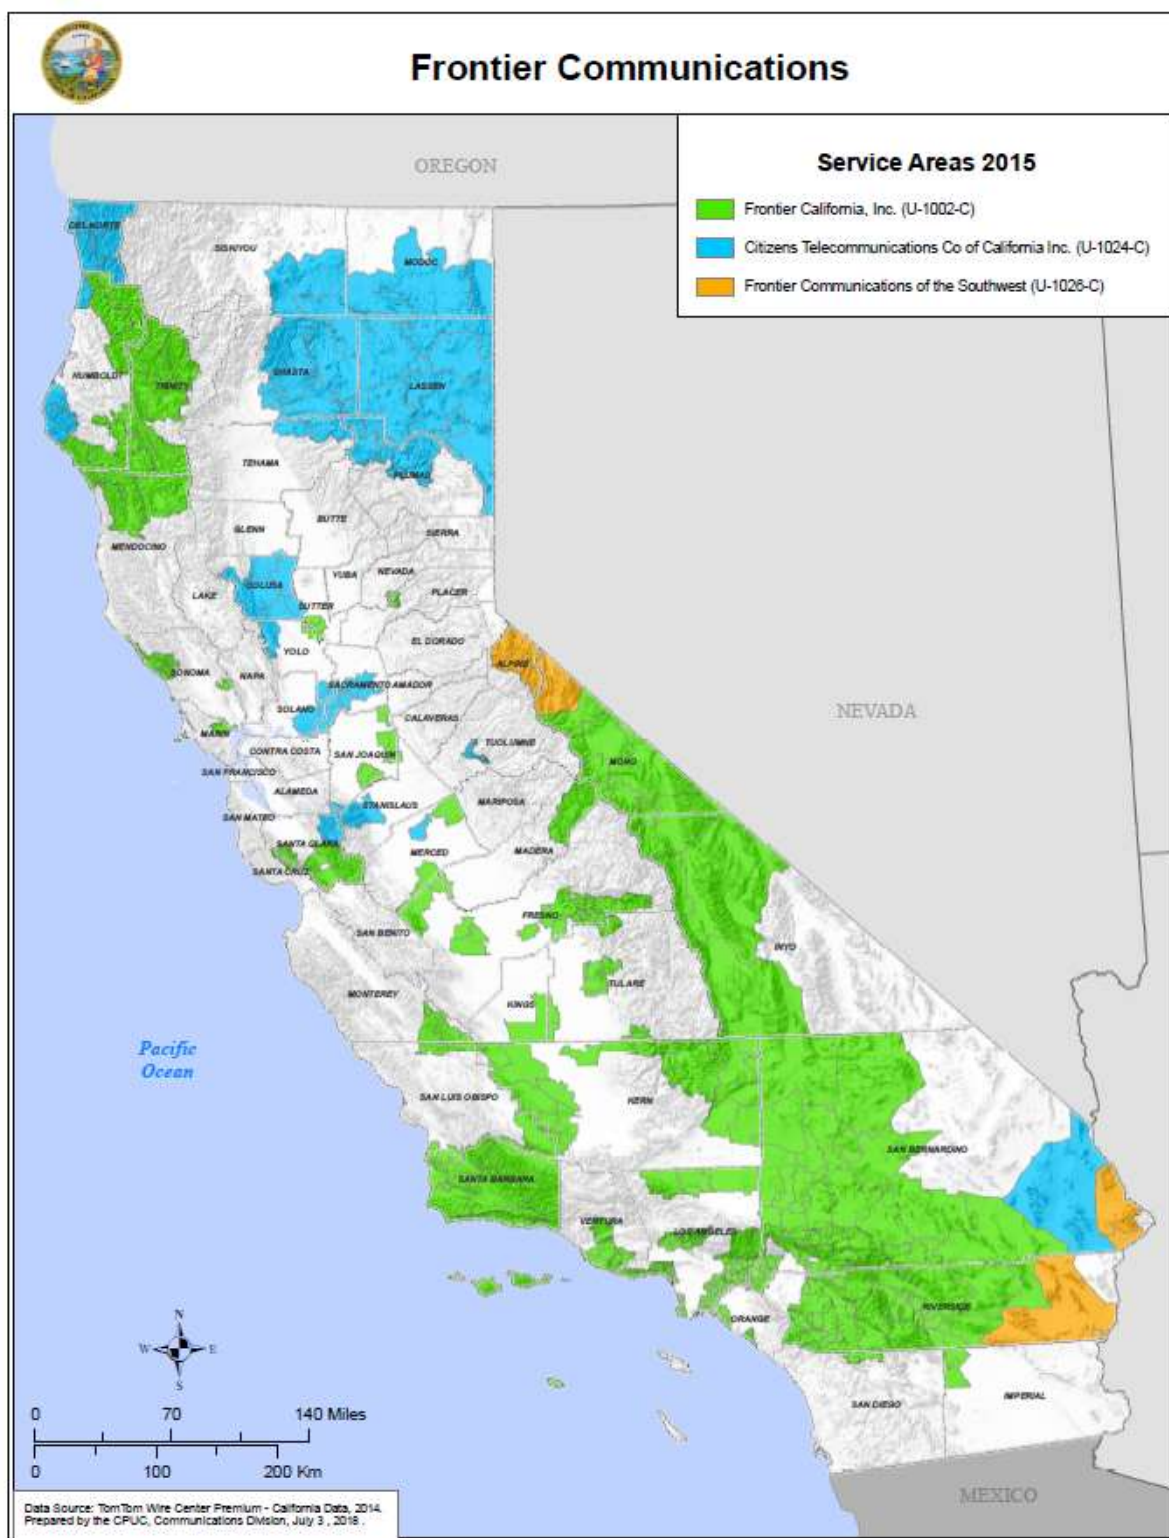 Frontier Communications
Service Areas 2015
Frontier California, Inc. (U-1002-C)
Citizens Telecommunications Co of California Inc. (U-1024-C)
Frontier Communications of the Southwest (U-1026-C)
OREGON
DEL NORTE
SISKIYOU
MODOC
HUMBOLDT
TRINITY
SHASTA
LASSEN
TEHAMA
PLUMAS
BUTTE
GLENN
SIERRA
MENDOCINO
COLUSA
YUBA
NEVADA
LAKE
SUTTER
PLACER
EL DORADO
YOLO
ALPINE
SONOMA
NAPA
SACRAMENTO
AMADOR
SOLANO
NEVADA
CALAVERAS
MARIN
TUOLUMNE
CONTRA COSTA
SAN JOAQUIN
MONO
SAN FRANCISCO
ALAMEDA
STANISLAUS
MARIPOSA
SAN MATEO
SANTA CLARA
MERCED
MADERA
SANTA CRUZ
FRESNO
SAN BENITO
INYO
TULARE
MONTEREY
KINGS
Pacific
Ocean
SAN LUIS OBISPO
KERN
SAN BERNARDINO
SANTA BARBARA
VENTURA
LOS ANGELES
RIVERSIDE
ORANGE
N
W
E
S
IMPERIAL
SAN DIEGO
0 70 140 Miles
0 100 200 Km
MEXICO
Data Source: TomTom Wire Center Premium - California Data, 2014.
Prepared by the CPUC, Communications Division, July 3 , 2018 .